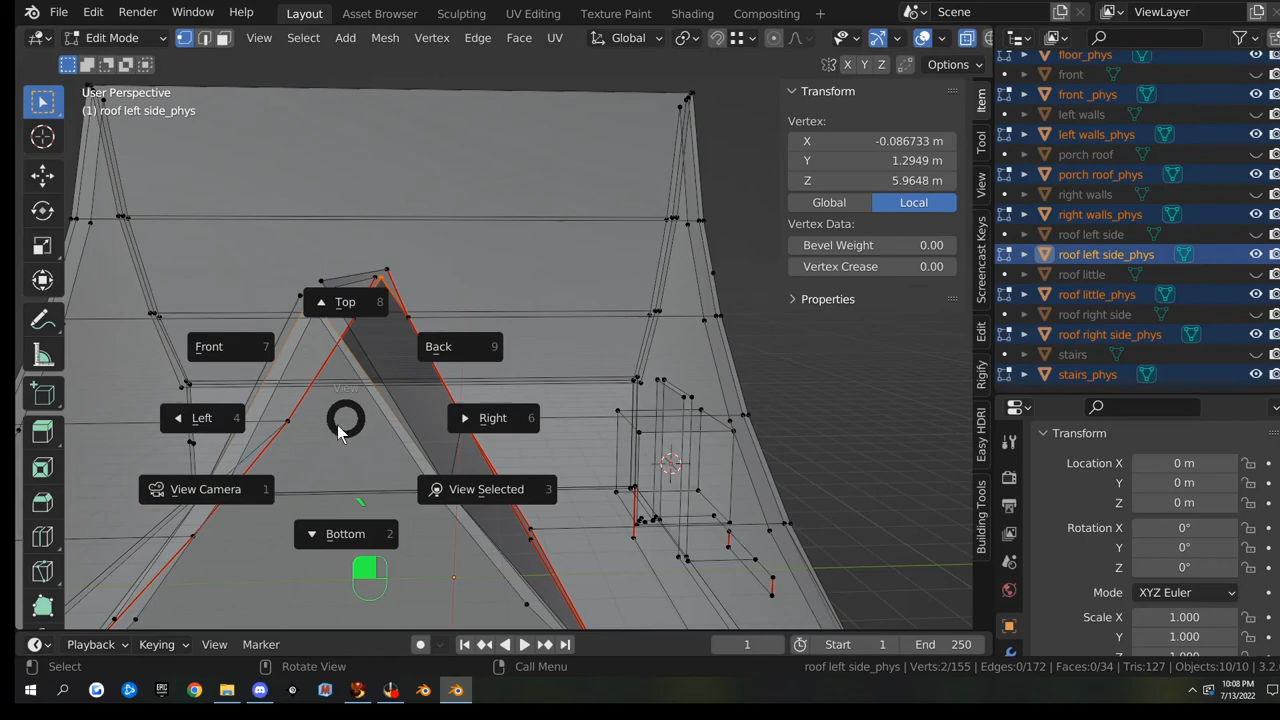 File Edit Render Window Help Layout Asset Browser Sculpting UV Editing Texture Paint Shading Compositing + Scene ViewLayer
Edit Mode View Select Add Mesh Vertex Edge Face UV Global
X Y Z Options
User Perspective
(1) roof left side_phys
Transform
Vertex:
X -0.086733 m
Y 1.2949 m
Z 5.9648 m
Global Local
Vertex Data:
Bevel Weight 0.00
Vertex Crease 0.00
Properties
Item
Tool
View
Screencast Keys
Edit
Rigify
Easy HDRI
Building Tools
floor_phys
front
front _phys
left walls
left walls_phys
porch roof
porch roof_phys
right walls
right walls_phys
roof left side
roof left side_phys
roof little
roof little_phys
roof right side
roof right side_phys
stairs
stairs_phys
Top 8
Front 7
Back 9
View
Left 4
Right 6
View Camera 1
View Selected 3
Bottom 2
Transform
Location X 0 m
Y 0 m
Z 0 m
Rotation X 0°
Y 0°
Z 0°
Mode XYZ Euler
Scale X 1.000
Y 1.000
Z 1.000
Playback Keying View Marker 1 Start 1 End 250
Select Rotate View Call Menu roof left side_phys | Verts:2/155 | Edges:0/172 | Faces:0/34 | Tris:127 | Objects:10/10 | 3.2.
10:08 PM
7/13/2022